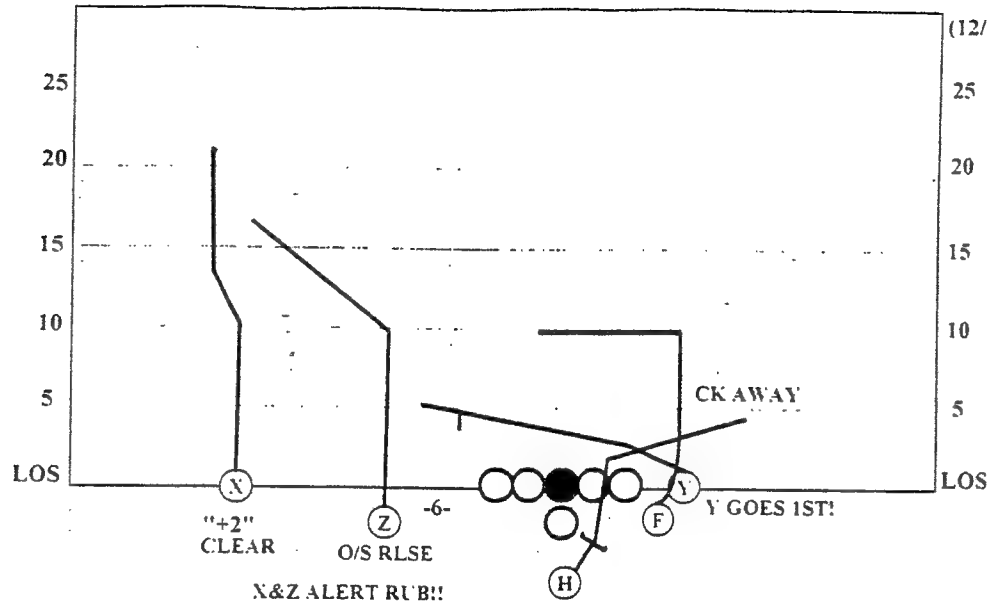 (12/
25 25
20 20
15 15
10 10
CK AWAY
5 5
LOS LOS
X Y
Z -6- F Y GOES 1ST!
"+2"
CLEAR
O/S RLSE
H
X&Z ALERT RUB!!